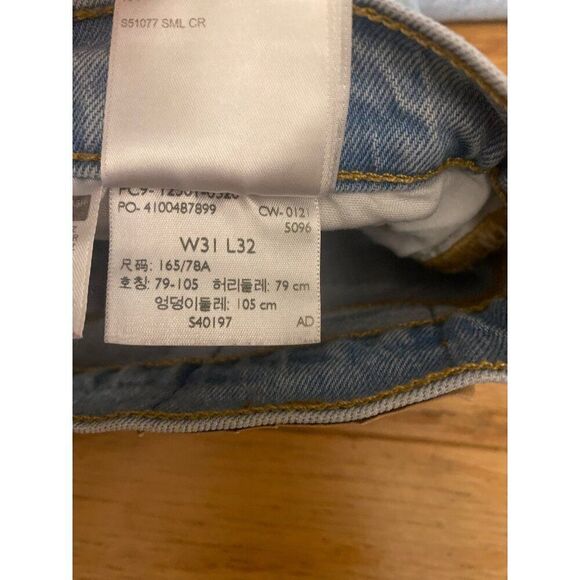 S51077 SML CR
PC9-
PO- 4100487899 CW- 0121
5096
W31 L32
尺码: 165/78A
호칭: 79-105 허리둘레: 79 cm
엉덩이둘레: 105 cm
S40197 AD